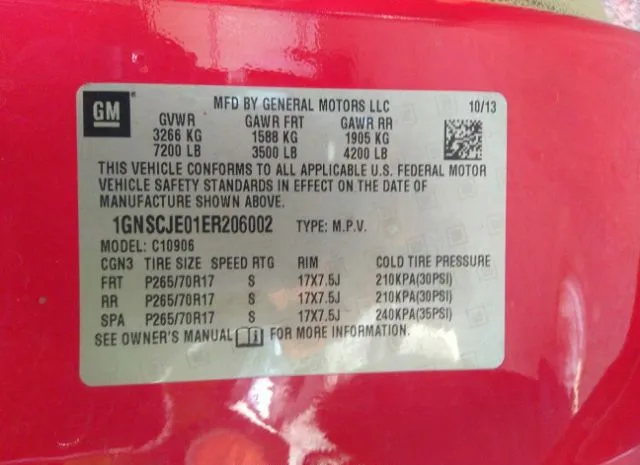 GM
MFD BY GENERAL MOTORS LLC 10/13
GVWR GAWR FRT GAWR RR
3266 KG 1588 KG 1905 KG
7200 LB 3500 LB 4200 LB
THIS VEHICLE CONFORMS TO ALL APPLICABLE U.S. FEDERAL MOTOR
VEHICLE SAFETY STANDARDS IN EFFECT ON THE DATE OF
MANUFACTURE SHOWN ABOVE.
1GNSCJE01ER206002 TYPE: M.P.V.
MODEL: C10906
CGN3 TIRE SIZE SPEED RTG RIM COLD TIRE PRESSURE
FRT P265/70R17 S 17X7.5J 210KPA(30PSI)
RR P265/70R17 S 17X7.5J 210KPA(30PSI)
SPA P265/70R17 S 17X7.5J 240KPA(35PSI)
SEE OWNER'S MANUAL FOR MORE INFORMATION.